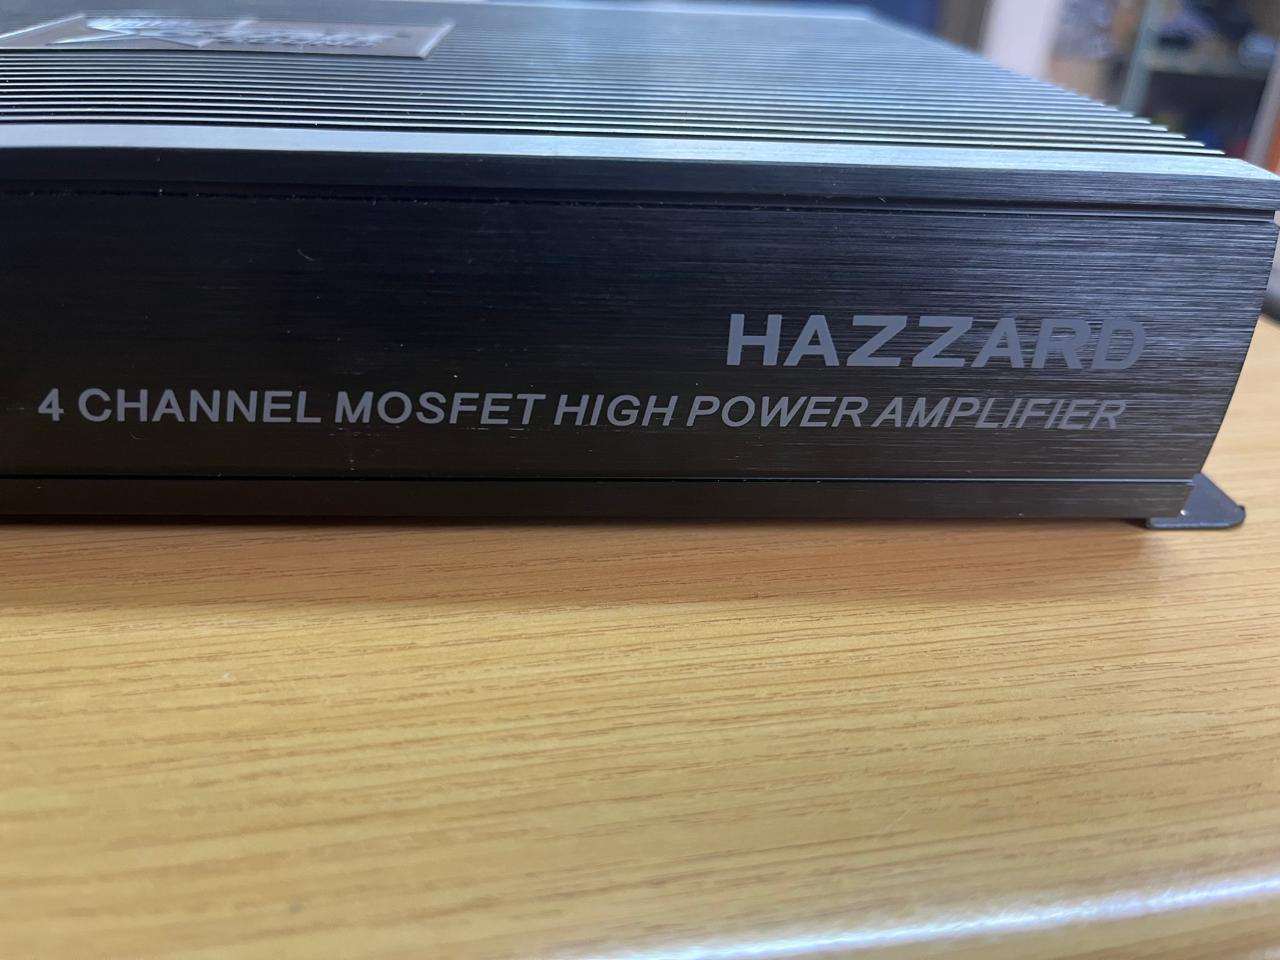 HAZZARD
4 CHANNEL MOSFET HIGH POWER AMPLIFIER